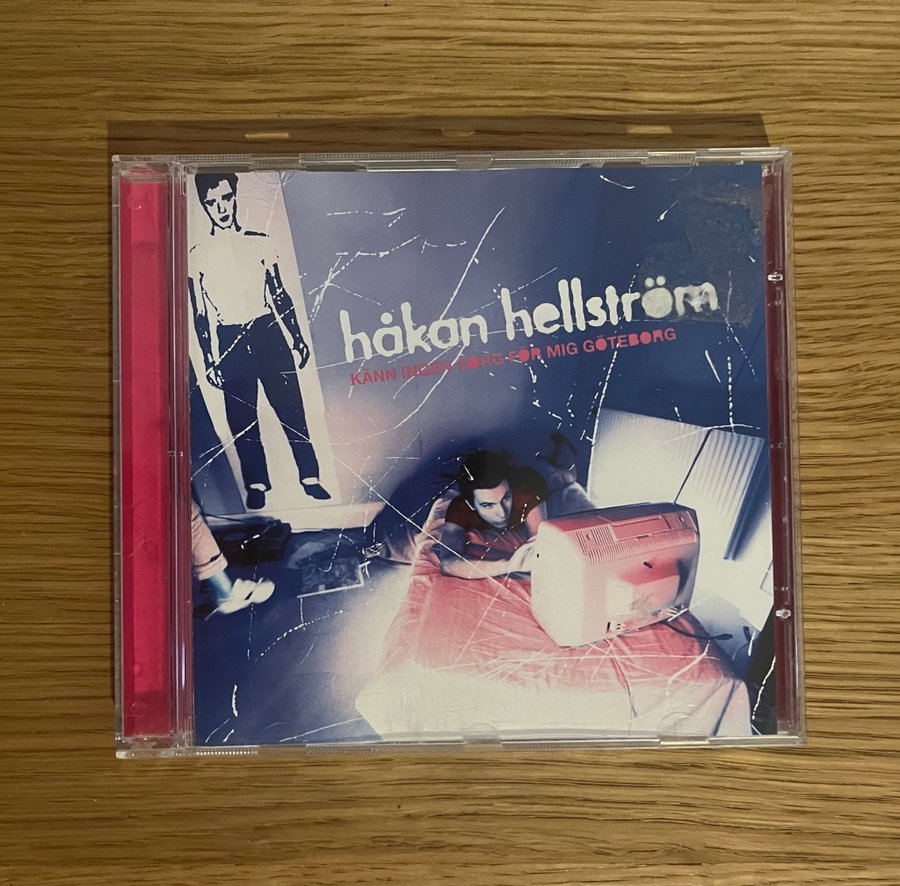 håkan hellström
KÄNN INGEN SORG FÖR MIG GÖTEBORG